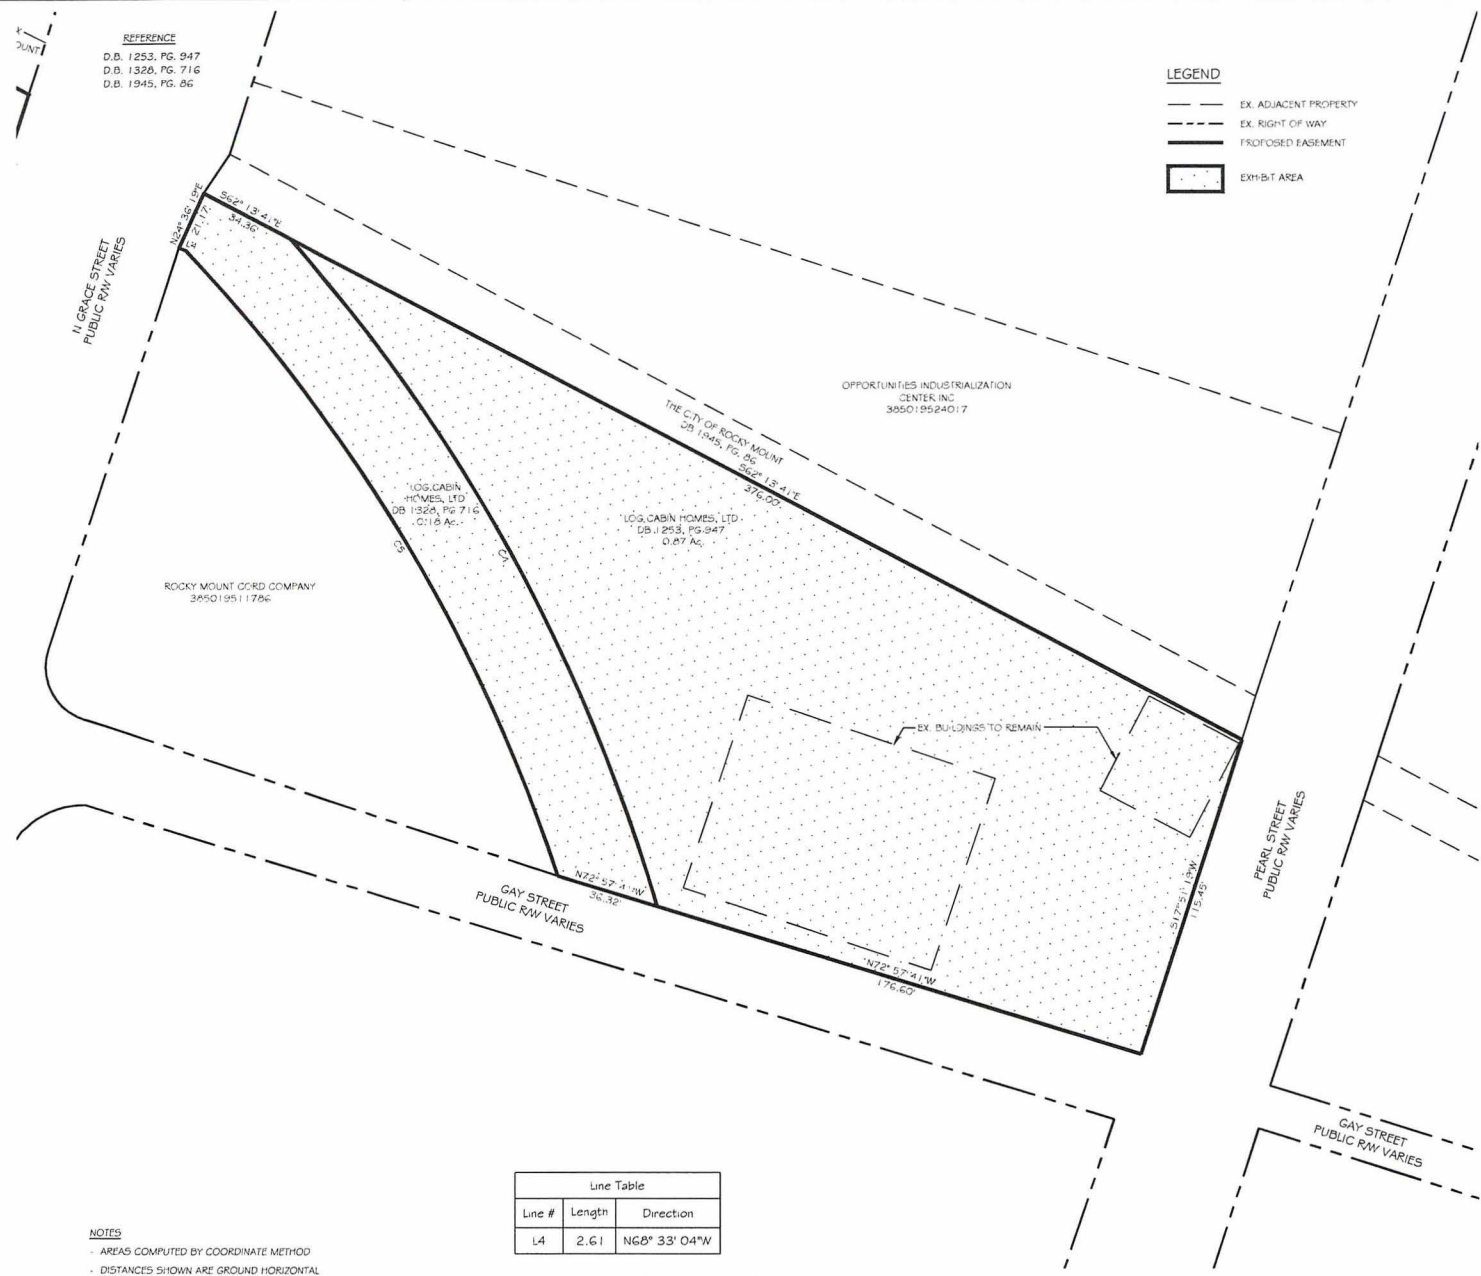 OUNT
REFERENCE
D.B. 1253, PG. 947
D.B. 1328, PG. 716
D.B. 1945, PG. 86
LEGEND
EX. ADJACENT PROPERTY
EX. RIGHT OF WAY
PROPOSED EASEMENT
EXHIBIT AREA
N24° 36' 19"E
21.17'
S62° 13' 41"E
34.36'
N GRACE STREET
PUBLIC R/W VARIES
OPPORTUNITIES INDUSTRIALIZATION
CENTER INC
385019524017
THE CITY OF ROCKY MOUNT
DB 1945, PG. 86
S62° 13' 41"E
376.00'
LOG CABIN
HOMES, LTD
DB 1328, PG 716
0.18 Ac.
LOG CABIN HOMES, LTD
DB 1253, PG 947
0.87 Ac.
C5
ROCKY MOUNT CORD COMPANY
385019511786
EX. BUILDINGS TO REMAIN
PEARL STREET
PUBLIC R/W VARIES
S17° 51' 19"W
115.45'
N72° 57' 41"W
36.32'
GAY STREET
PUBLIC R/W VARIES
N72° 57' 41"W
176.60'
GAY STREET
PUBLIC R/W VARIES
Line Table
Line # Length Direction
L4 2.61 N68° 33' 04"W
NOTES
- AREAS COMPUTED BY COORDINATE METHOD
- DISTANCES SHOWN ARE GROUND HORIZONTAL